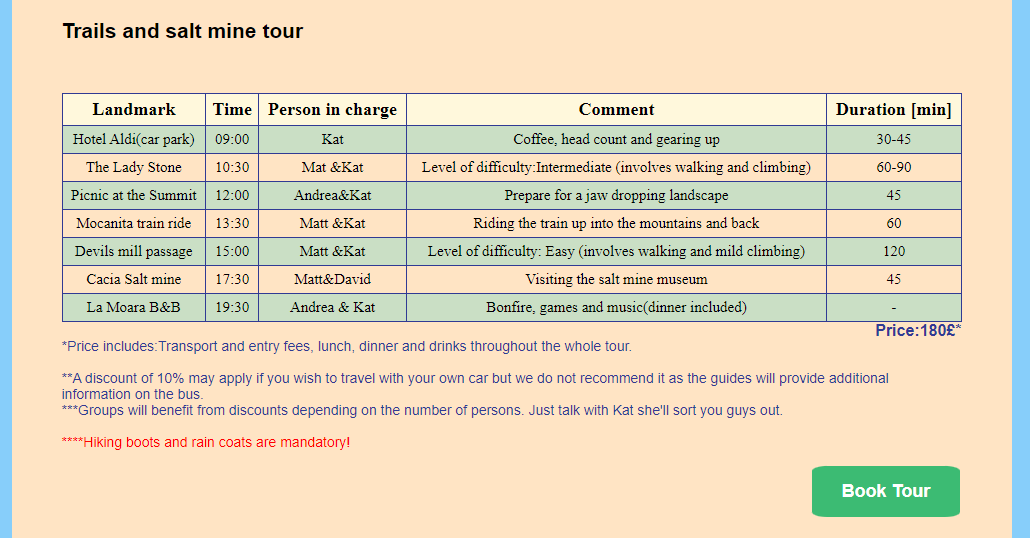 Trails and salt mine tour
Landmark Time Person in charge Comment Duration [min]
Hotel Aldi(car park) 09:00 Kat Coffee, head count and gearing up 30-45
The Lady Stone 10:30 Mat &Kat Level of difficulty:Intermediate (involves walking and climbing) 60-90
Picnic at the Summit 12:00 Andrea&Kat Prepare for a jaw dropping landscape 45
Mocanita train ride 13:30 Matt &Kat Riding the train up into the mountains and back 60
Devils mill passage 15:00 Matt &Kat Level of difficulty: Easy (involves walking and mild climbing) 120
Cacia Salt mine 17:30 Matt&David Visiting the salt mine museum 45
La Moara B&B 19:30 Andrea & Kat Bonfire, games and music(dinner included) -
Price:180£*
*Price includes:Transport and entry fees, lunch, dinner and drinks throughout the whole tour.
**A discount of 10% may apply if you wish to travel with your own car but we do not recommend it as the guides will provide additional
information on the bus.
***Groups will benefit from discounts depending on the number of persons. Just talk with Kat she'll sort you guys out.
****Hiking boots and rain coats are mandatory!
Book Tour